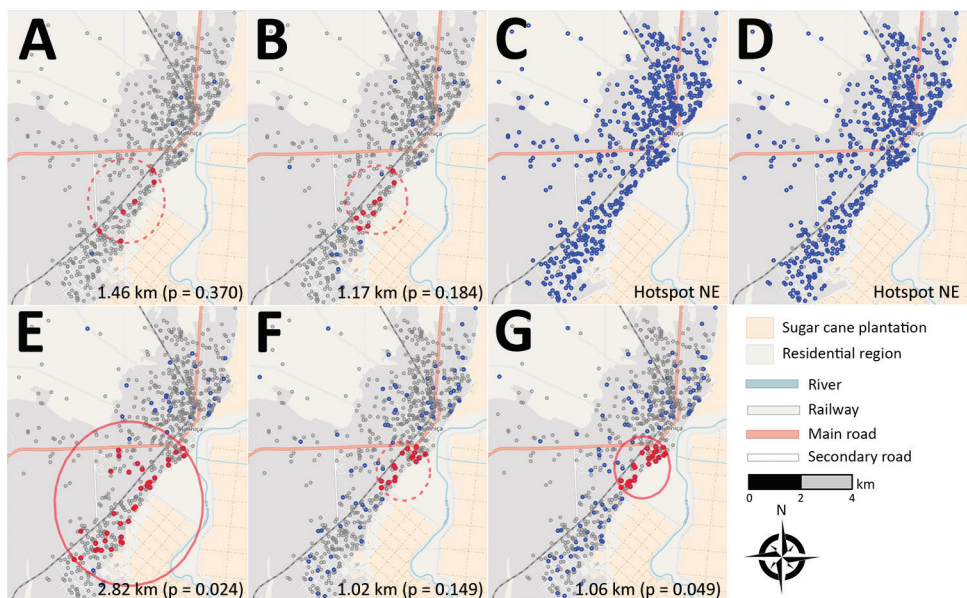 A
B
C
D
1.46 km (p = 0.370)
1.17 km (p = 0.184)
Hotspot NE
Hotspot NE
E
F
G
2.82 km (p = 0.024)
1.02 km (p = 0.149)
1.06 km (p = 0.049)
Sugar cane plantation
Residential region
River
Railway
Main road
Secondary road
0 2 4 km
N